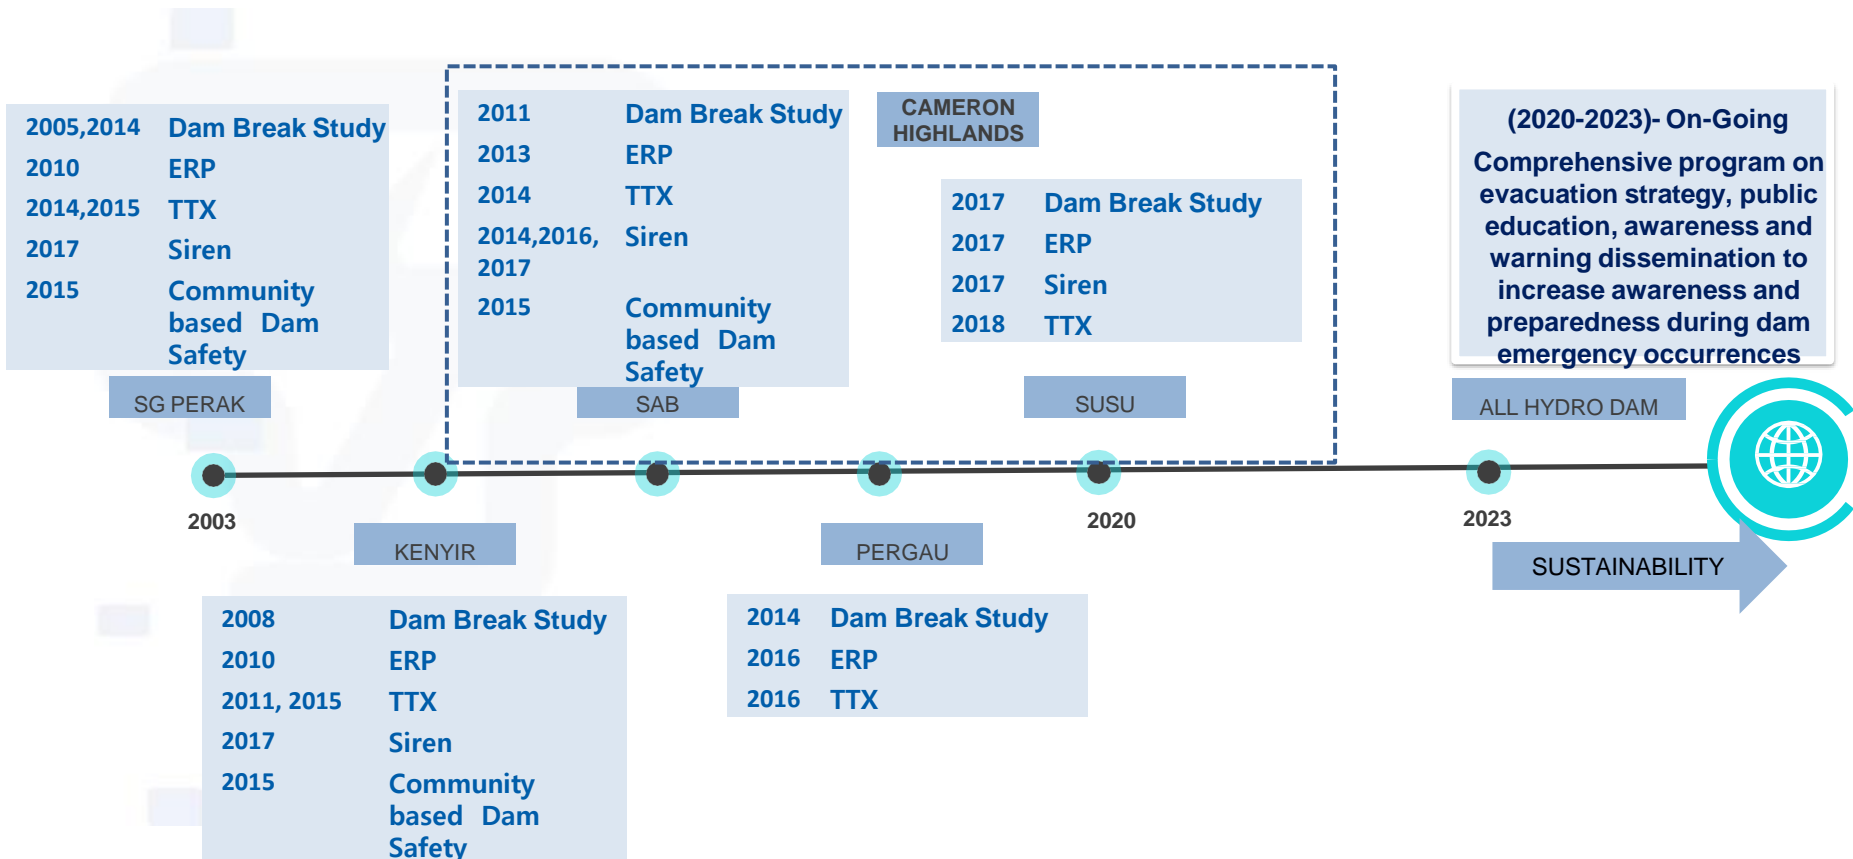 2005,2014 Dam Break Study
2010 ERP
2014,2015 TTX
2017 Siren
2015 Community
based Dam
Safety
SG PERAK
2011 Dam Break Study
2013 ERP
2014 TTX
2014,2016, Siren
2017
2015 Community
based Dam
Safety
SAB
CAMERON
HIGHLANDS
2017 Dam Break Study
2017 ERP
2017 Siren
2018 TTX
SUSU
(2020-2023)- On-Going
Comprehensive program on
evacuation strategy, public
education, awareness and
warning dissemination to
increase awareness and
preparedness during dam
emergency occurrences
ALL HYDRO DAM
2003
2020
2023
KENYIR
PERGAU
SUSTAINABILITY
2008 Dam Break Study
2010 ERP
2011, 2015 TTX
2017 Siren
2015 Community
based Dam
Safety
2014 Dam Break Study
2016 ERP
2016 TTX